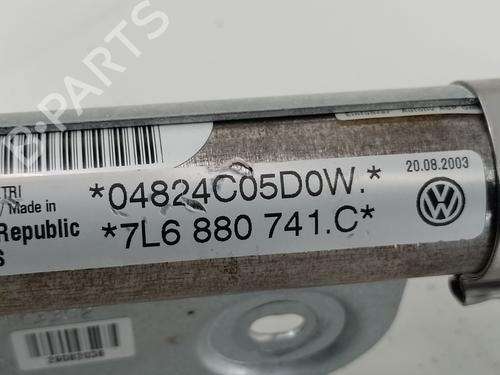 B-PARTS
TRI
Made in
Republic
S
*04824C05D0W.*
*7L6 880 741.C*
20.08.2003